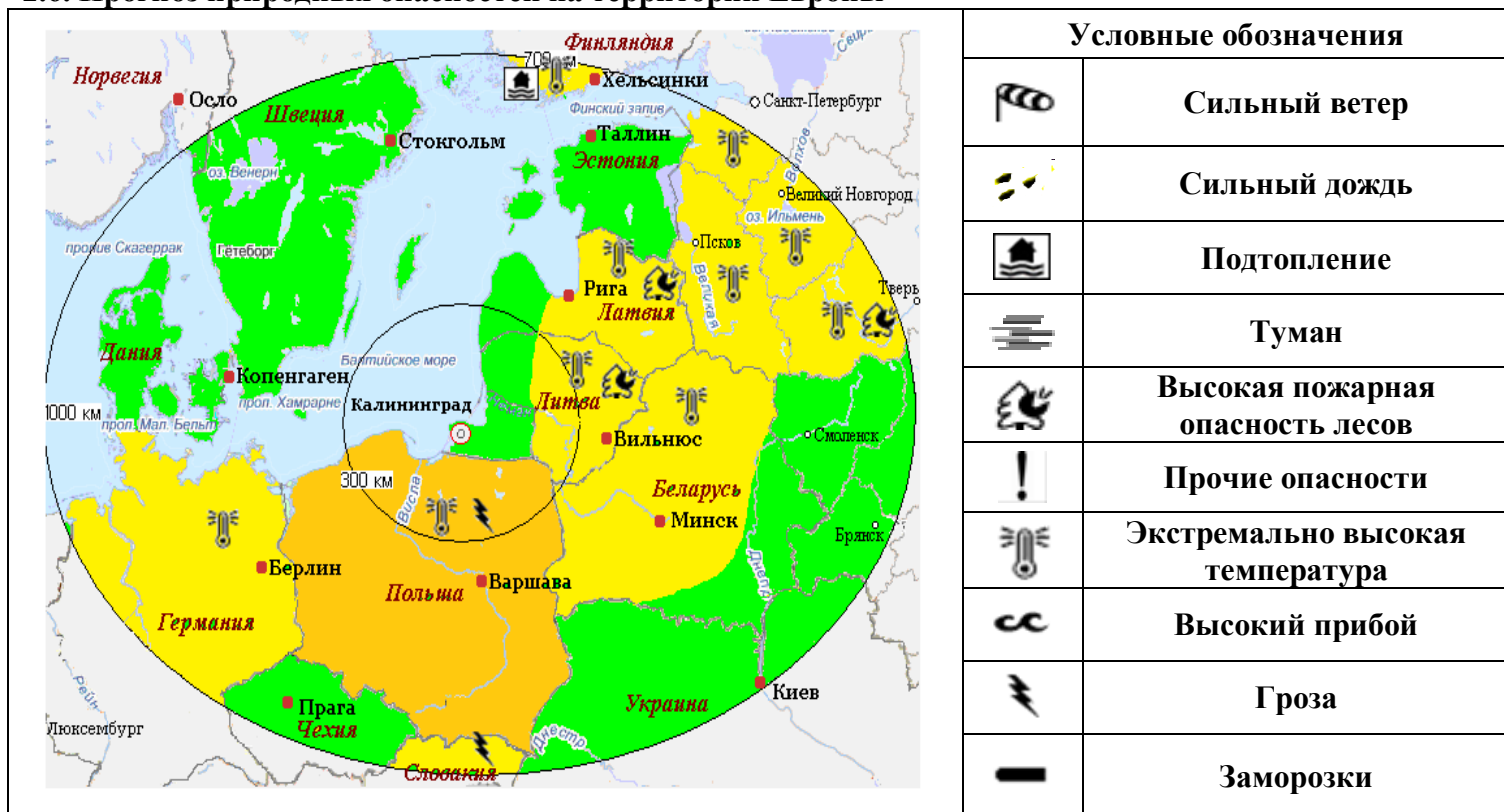 Условные обозначения
Сильный ветер
Сильный дождь
Подтопление
Туман
Высокая пожарная
опасность лесов
Прочие опасности
Экстремально высокая
температура
Высокий прибой
Гроза
Заморозки
Финляндия
Норвегия
Хельсинки
Осло
Санкт-Петербург
Финский залив
Швеция
Волхов
Таллин
Стокгольм
Эстония
оз. Венерн
Великий Новгород
оз. Ильмень
Псков
пролив Скагеррак
Гётеборг
Великая
Рига
Тверь
Латвия
Дания
Балтийское море
Копенгаген
Калининград
Литва
1000 км
прол. Хамрарне
прол. Мал. Бельт
Вильнюс
Смоленск
300 км
Висла
Беларусь
Минск
Брянск
Днепр
Берлин
Варшава
Польша
Германия
Рейн
Киев
Украина
Прага
Чехия
Люксембург
Днестр
Словакия